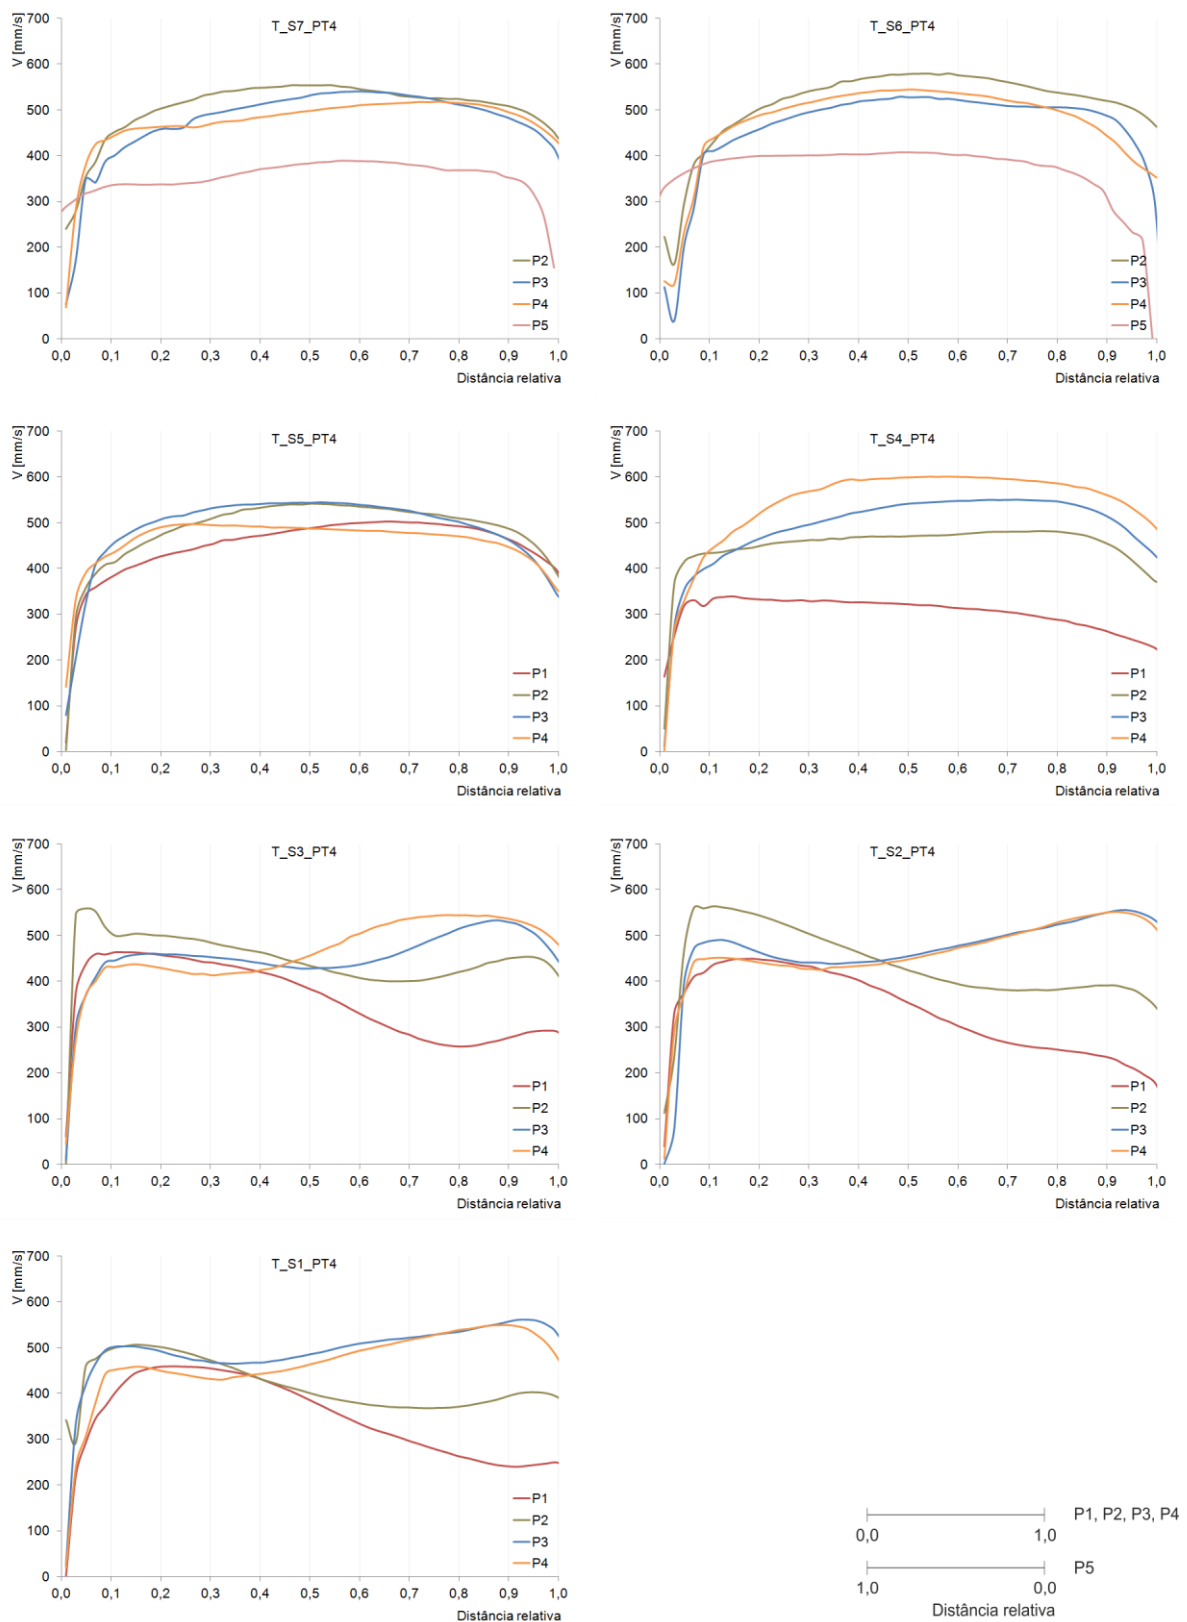 T_S7_PT4
V [mm/s]
700
600
500
400
300
200
100
0
P2
P3
P4
P5
0,0 0,1 0,2 0,3 0,4 0,5 0,6 0,7 0,8 0,9 1,0
Distância relativa
T_S6_PT4
V [mm/s]
700
600
500
400
300
200
100
0
P2
P3
P4
P5
0,0 0,1 0,2 0,3 0,4 0,5 0,6 0,7 0,8 0,9 1,0
Distância relativa
T_S5_PT4
V [mm/s]
700
600
500
400
300
200
100
0
P1
P2
P3
P4
0,0 0,1 0,2 0,3 0,4 0,5 0,6 0,7 0,8 0,9 1,0
Distância relativa
T_S4_PT4
V [mm/s]
700
600
500
400
300
200
100
0
P1
P2
P3
P4
0,0 0,1 0,2 0,3 0,4 0,5 0,6 0,7 0,8 0,9 1,0
Distância relativa
T_S3_PT4
V [mm/s]
700
600
500
400
300
200
100
0
P1
P2
P3
P4
0,0 0,1 0,2 0,3 0,4 0,5 0,6 0,7 0,8 0,9 1,0
Distância relativa
T_S2_PT4
V [mm/s]
700
600
500
400
300
200
100
0
P1
P2
P3
P4
0,0 0,1 0,2 0,3 0,4 0,5 0,6 0,7 0,8 0,9 1,0
Distância relativa
T_S1_PT4
V [mm/s]
700
600
500
400
300
200
100
0
P1
P2
P3
P4
0,0 0,1 0,2 0,3 0,4 0,5 0,6 0,7 0,8 0,9 1,0
Distância relativa
P1, P2, P3, P4
0,0 1,0
P5
1,0 0,0
Distância relativa